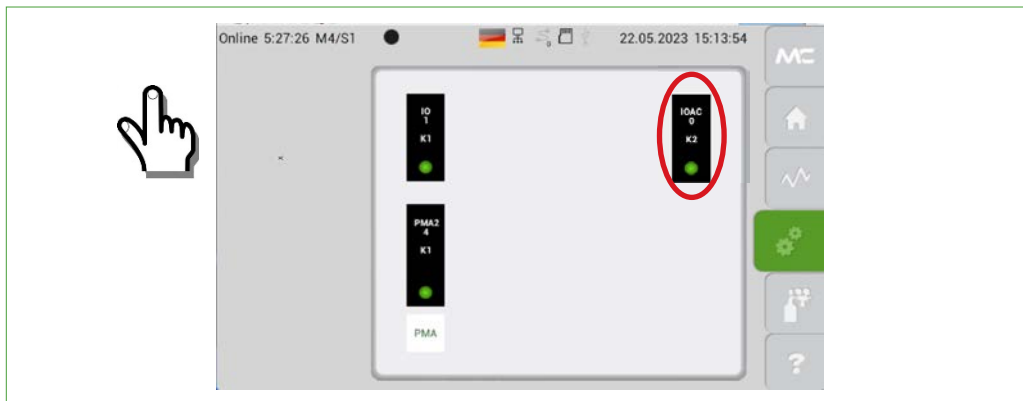 Online 5:27:26 M4/S1
22.05.2023 15:13:54
MC
IO
1
K1
IOAC
0
K2
PMA2
4
K1
PMA
?